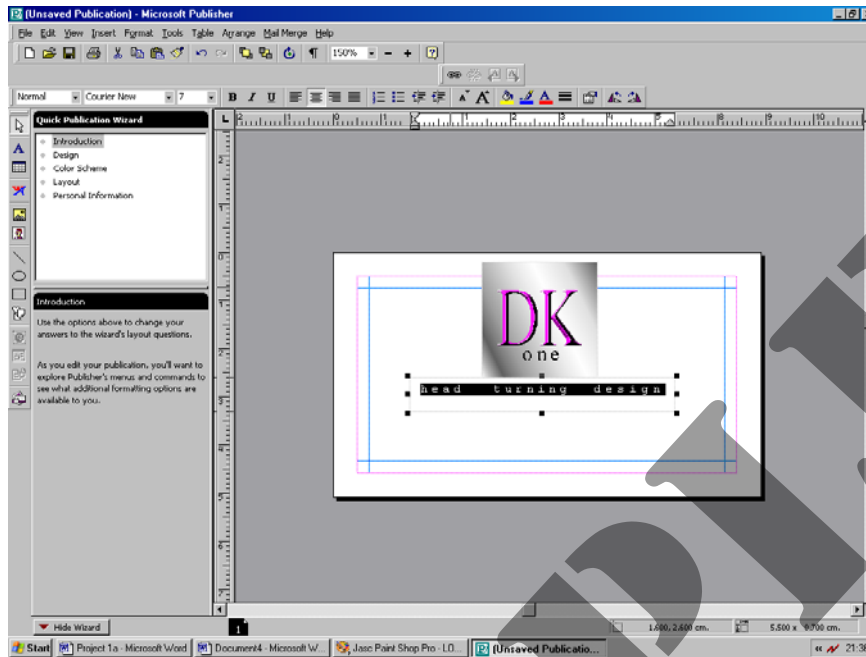 (Unsaved Publication) - Microsoft Publisher
File Edit View Insert Format Tools Table Arrange Mail Merge Help
150%
Normal Courier New 7 B I U
Quick Publication Wizard
Introduction
Design
Color Scheme
Layout
Personal Information
Introduction
Use the options above to change your
answers to the wizard's layout questions.
As you edit your publication, you'll want to
explore Publisher's menus and commands to
see what additional formatting options are
available to you.
DK
one
head turning design
Hide Wizard
1
1.600, 2.600 cm. 5.500 x 0.700 cm.
Start Project 1a - Microsoft Word Document4 - Microsoft W... Jasc Paint Shop Pro - LO... (Unsaved Publicatio...